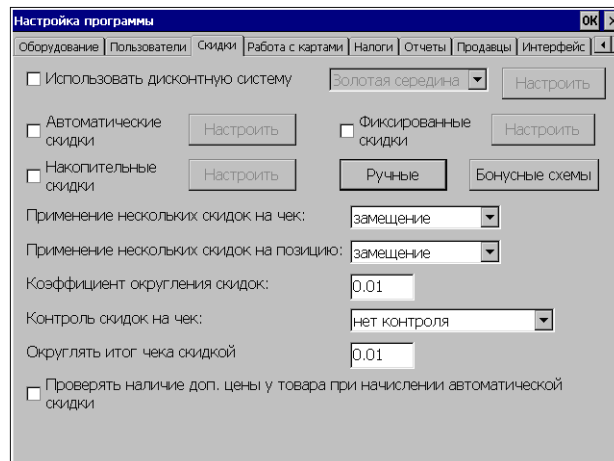 Настройка программы OK ×
Оборудование Пользователи Скидки Работа с картами Налоги Отчеты Продавцы Интерфейс
Использовать дисконтную систему Золотая середина Настроить
Автоматические скидки Настроить Фиксированные скидки Настроить
Накопительные скидки Настроить Ручные Бонусные схемы
Применение нескольких скидок на чек: замещение
Применение нескольких скидок на позицию: замещение
Коэффициент округления скидок: 0.01
Контроль скидок на чек: нет контроля
Округлять итог чека скидкой 0.01
Проверять наличие доп. цены у товара при начислении автоматической
скидки